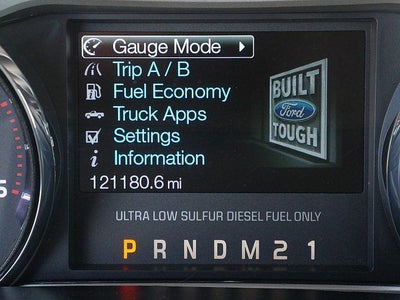 Gauge Mode
Trip A / B
Fuel Economy
Truck Apps
Settings
i Information
121180.6 mi
BUILT
Ford
TOUGH
ULTRA LOW SULFUR DIESEL FUEL ONLY
P R N D M 2 1
5